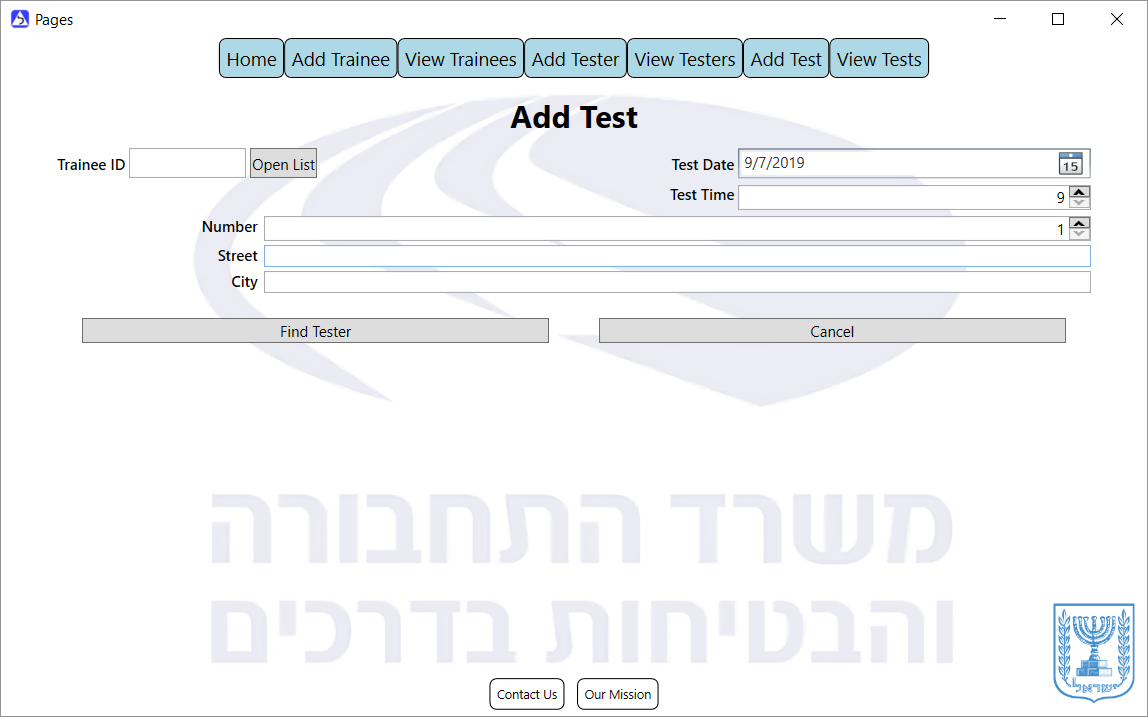 Pages
Home Add Trainee View Trainees Add Tester View Testers Add Test View Tests
Add Test
Trainee ID Open List Test Date 9/7/2019 15
Test Time 9
Number 1
Street
City
Find Tester Cancel
משרד התחבורה
והבטיחות בדרכים
ישראל
Contact Us Our Mission